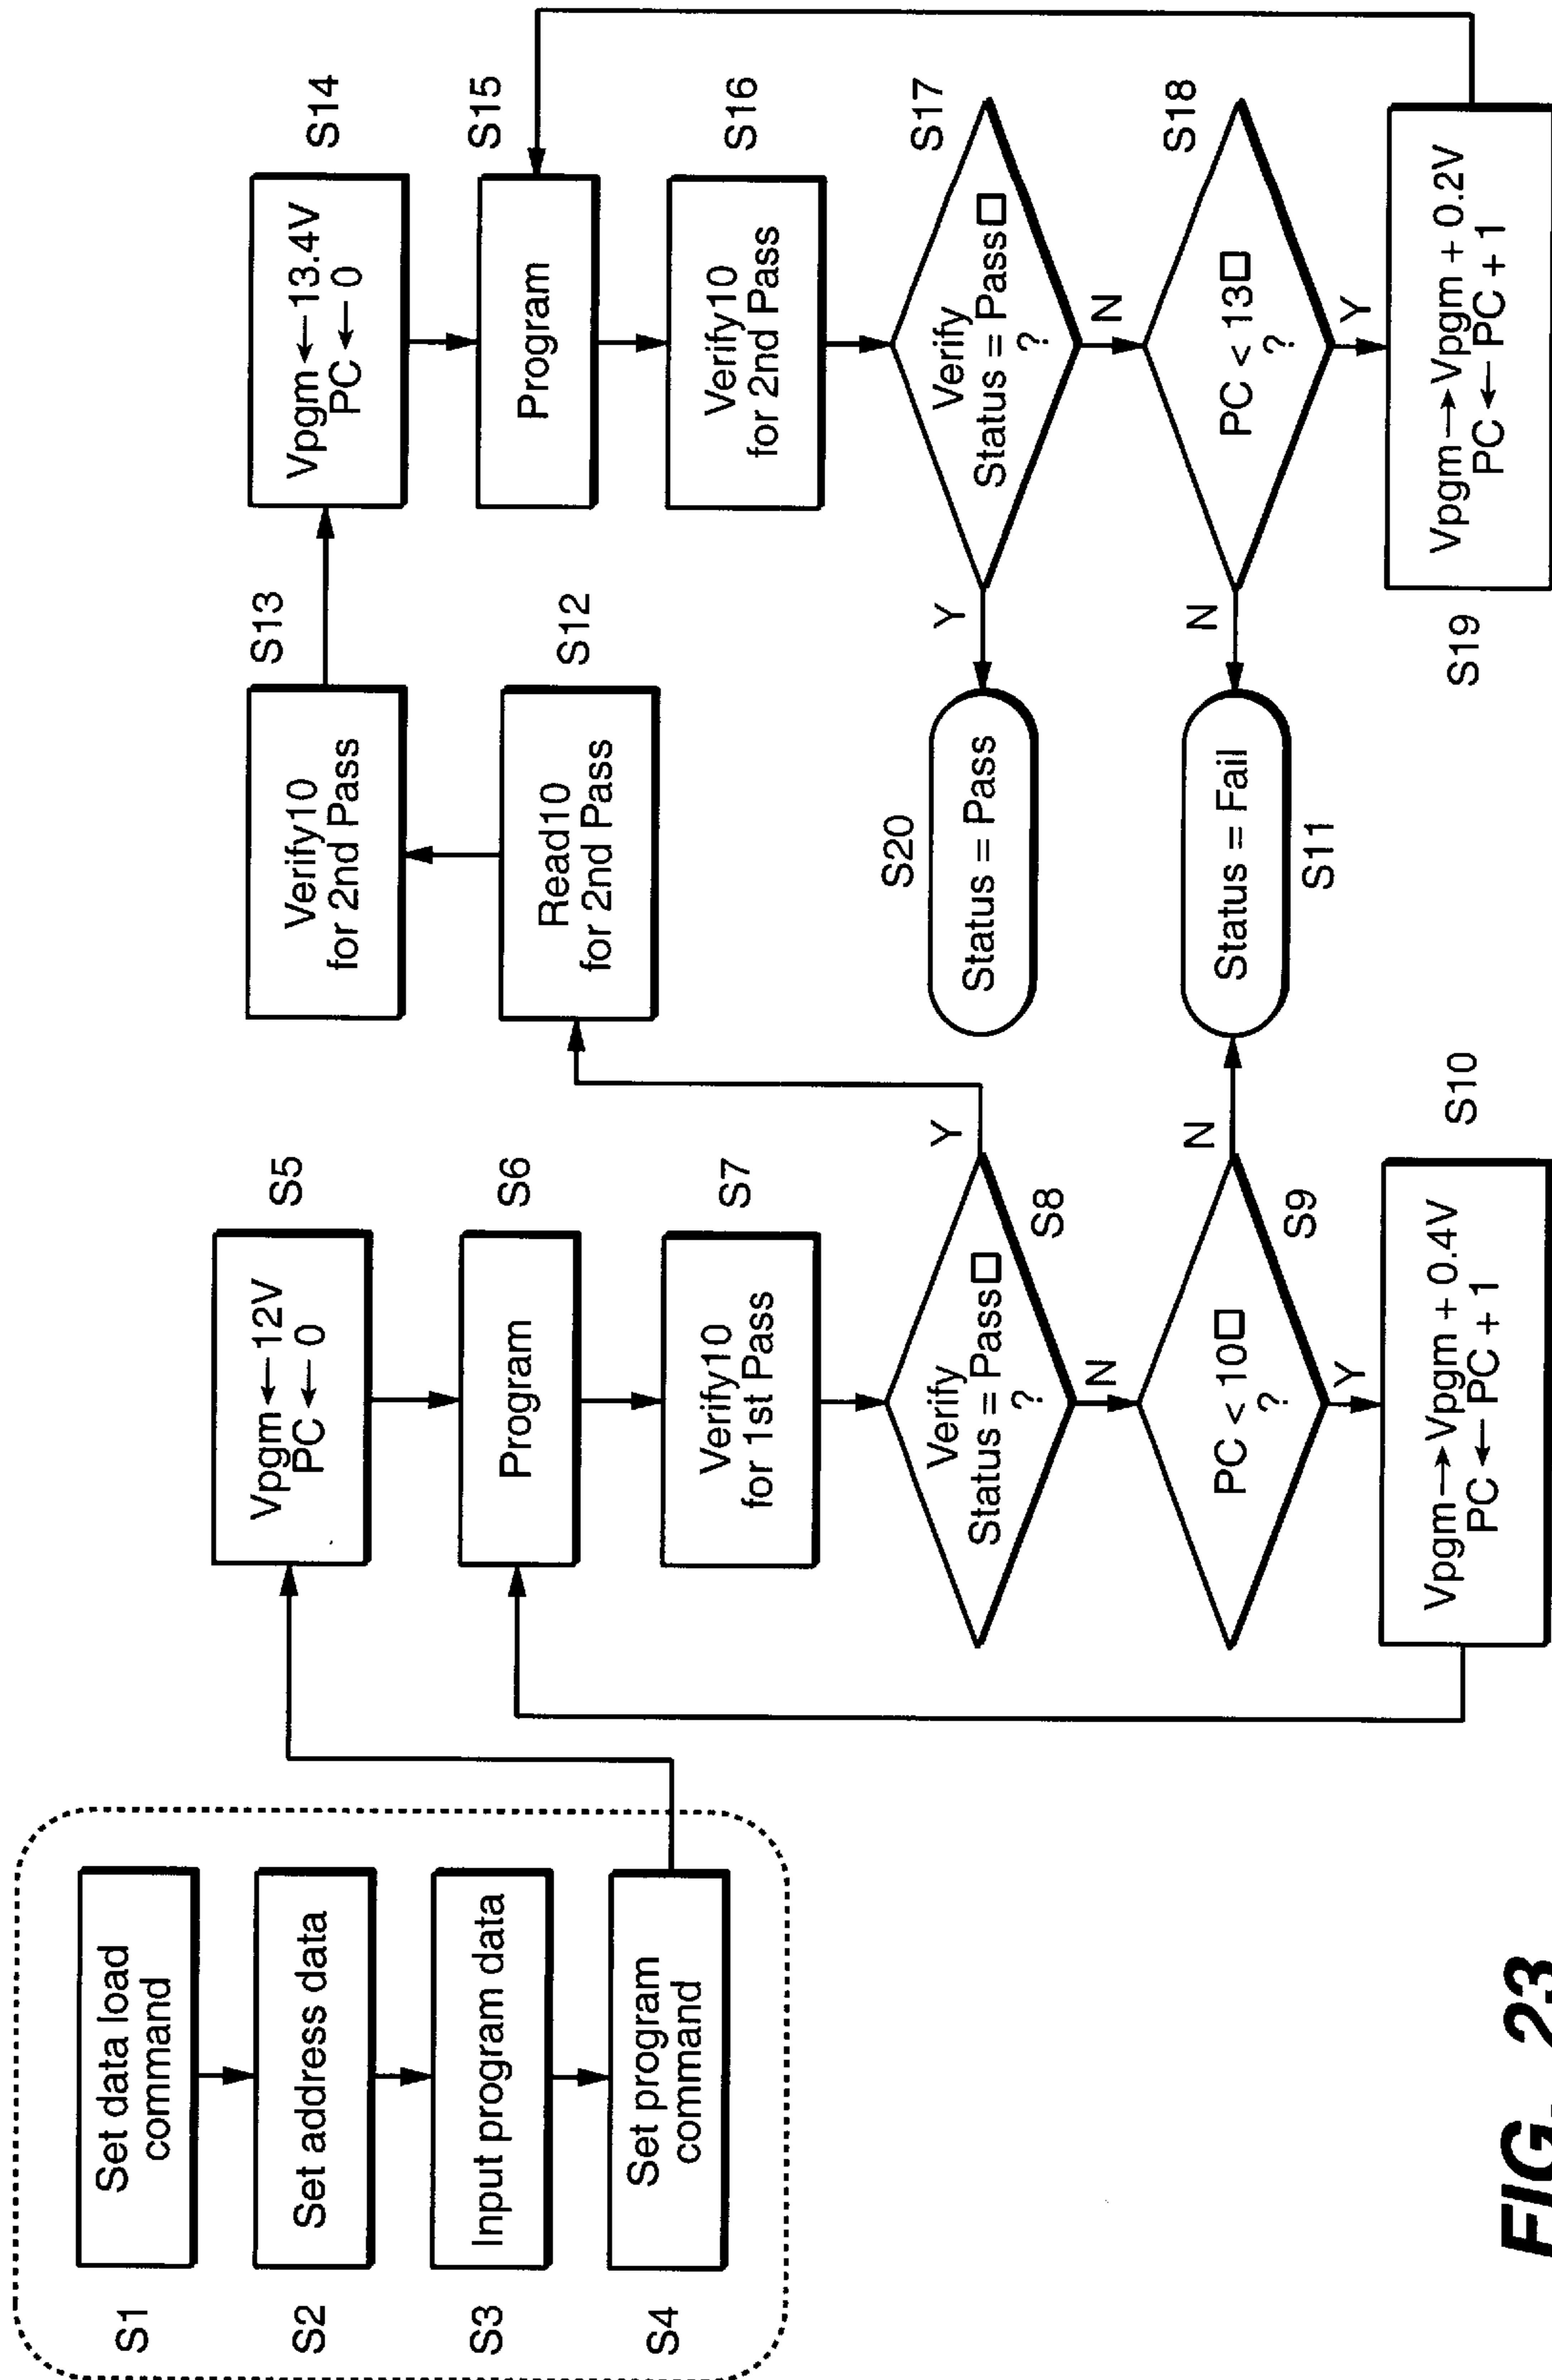 S1
Set data load
command
S2
Set address data
S3
Input program data
S4
Set program
command
Vpgm ← 12V
PC ← 0
S5
Program
S6
Verify10
for 1st Pass
S7
Verify
Status = Pass□
?
S8
Y
N
PC < 10□
?
S9
N
Y
Vpgm → Vpgm + 0.4V
PC ← PC + 1
S10
Verify10
for 2nd Pass
S13
Read10
for 2nd Pass
S12
S20
Status = Pass
Status = Fail
S11
Vpgm ← 13.4V
PC ← 0
S14
Program
S15
Verify10
for 2nd Pass
S16
Verify
Status = Pass□
?
S17
Y
N
PC < 13□
?
S18
N
Y
Vpgm → Vpgm + 0.2V
PC ← PC + 1
S19
FIG. 23